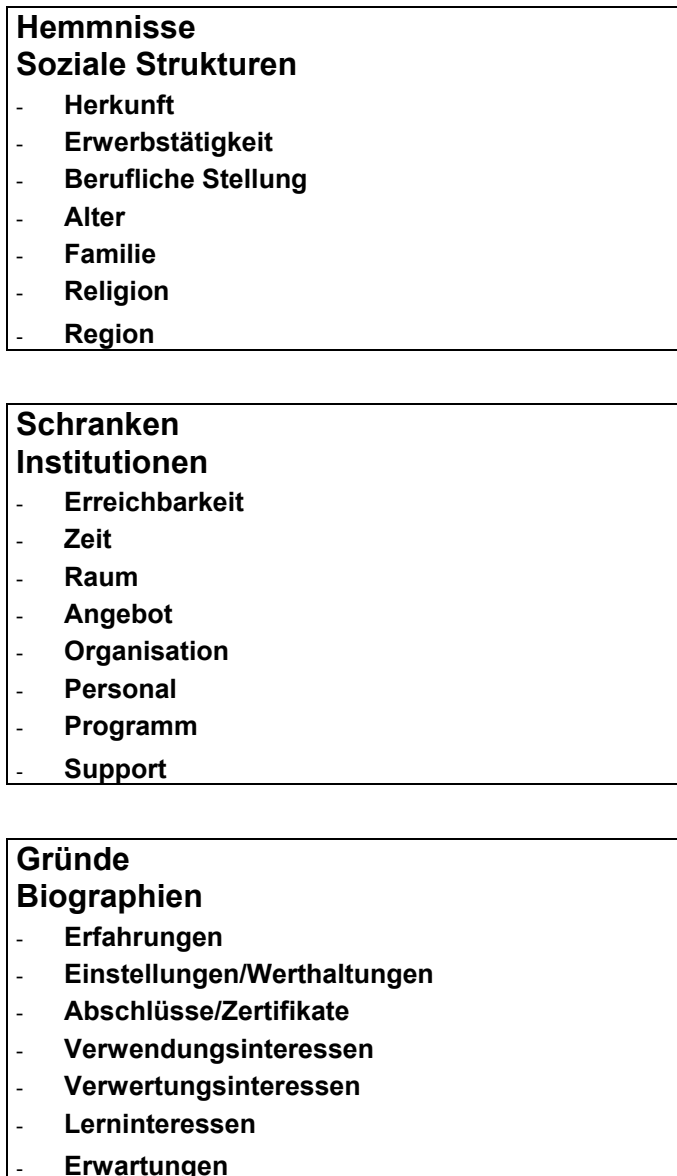 Hemmnisse
Soziale Strukturen
- Herkunft
- Erwerbstätigkeit
- Berufliche Stellung
- Alter
- Familie
- Religion
- Region
Schranken
Institutionen
- Erreichbarkeit
- Zeit
- Raum
- Angebot
- Organisation
- Personal
- Programm
- Support
Gründe
Biographien
- Erfahrungen
- Einstellungen/Werthaltungen
- Abschlüsse/Zertifikate
- Verwendungsinteressen
- Verwertungsinteressen
- Lerninteressen
- Erwartungen